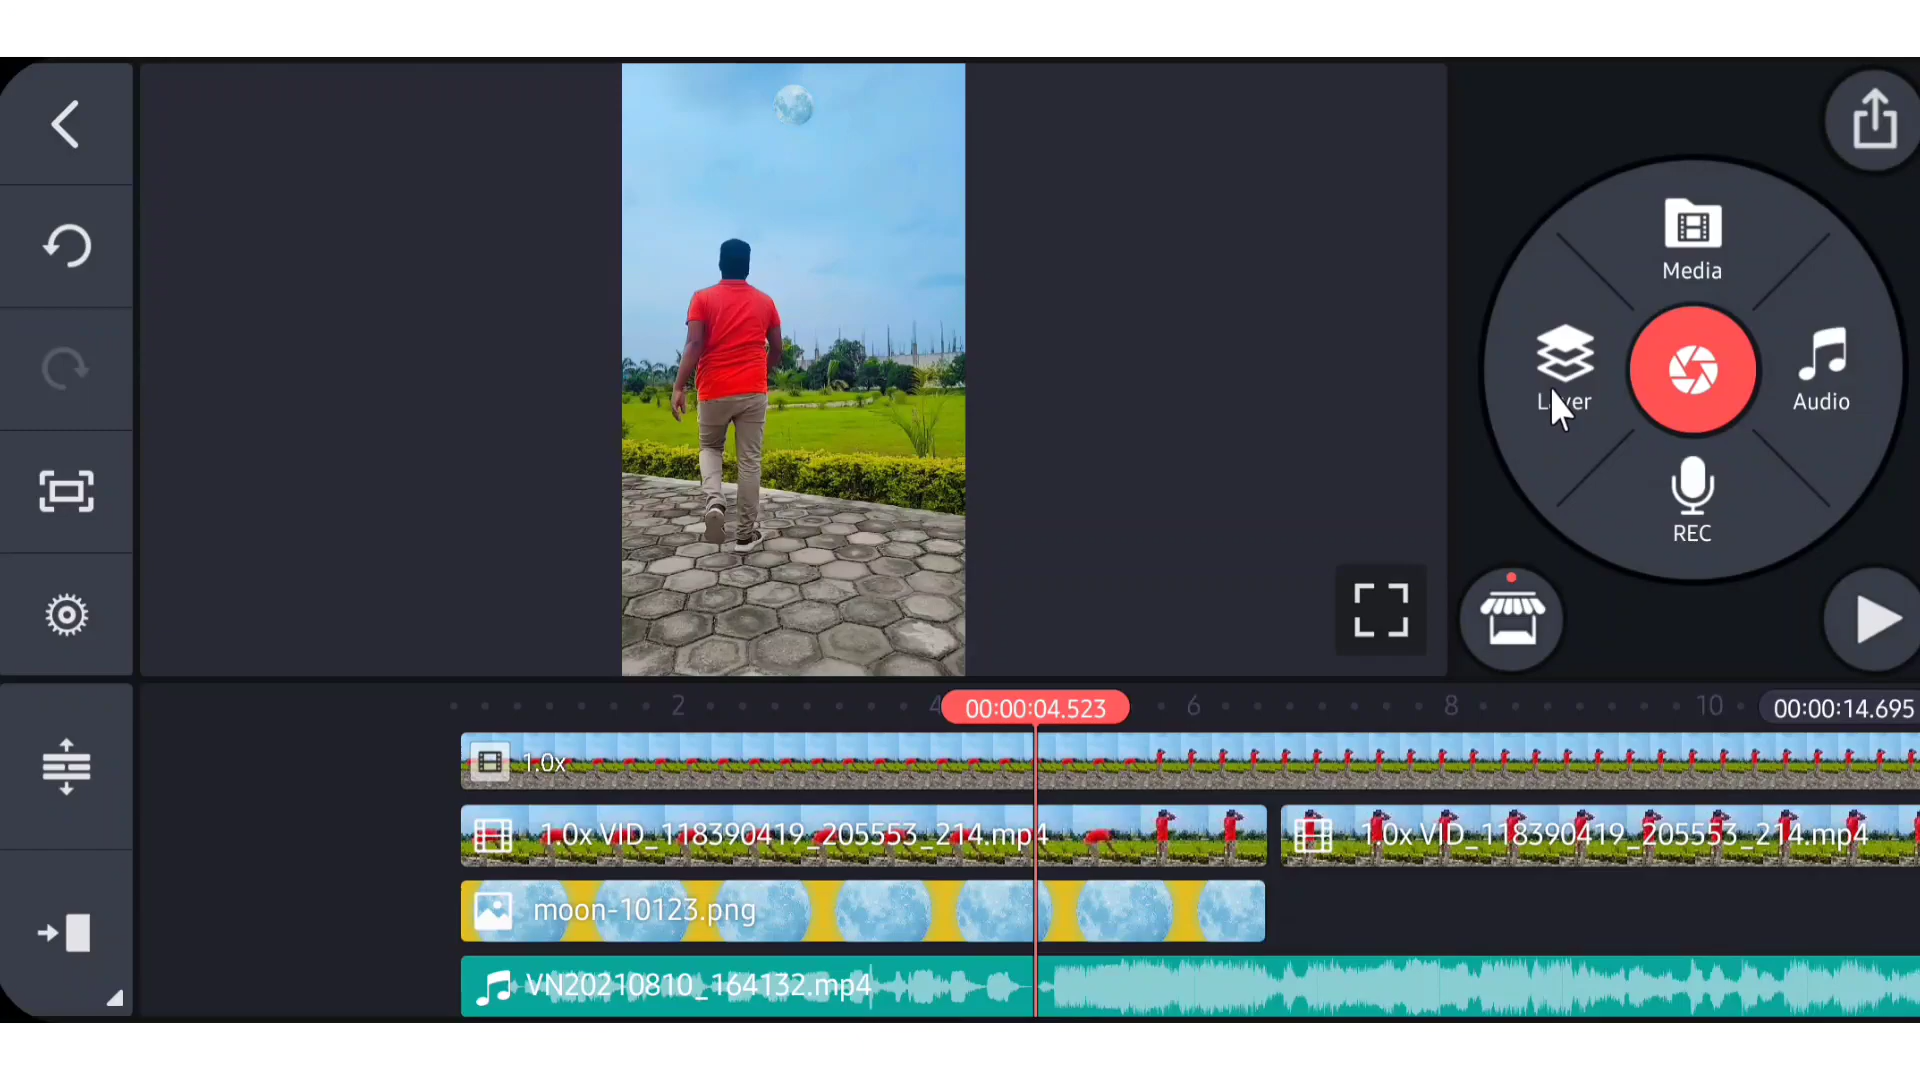 Media
Layer
Audio
REC
2
4
00:00:04.523
6
8
10
00:00:14.695
1.0x
1.0x VID_118390419_205553_214.mp4
1.0x VID_118390419_205553_214.mp4
moon-10123.png
VN20210810_164132.mp4